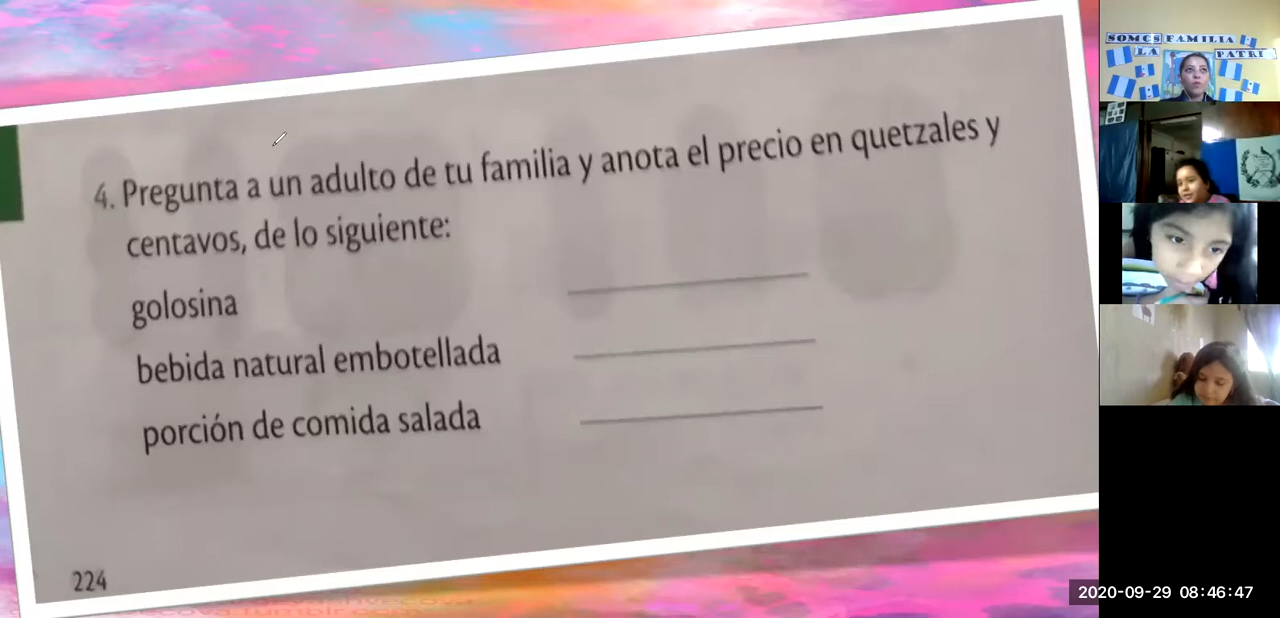 4. Pregunta a un adulto de tu familia y anota el precio en quetzales y
centavos, de lo siguiente:
golosina
bebida natural embotellada
porción de comida salada
224
SOMOS FAMILIA
LA PATRI
2020-09-29 08:46:47